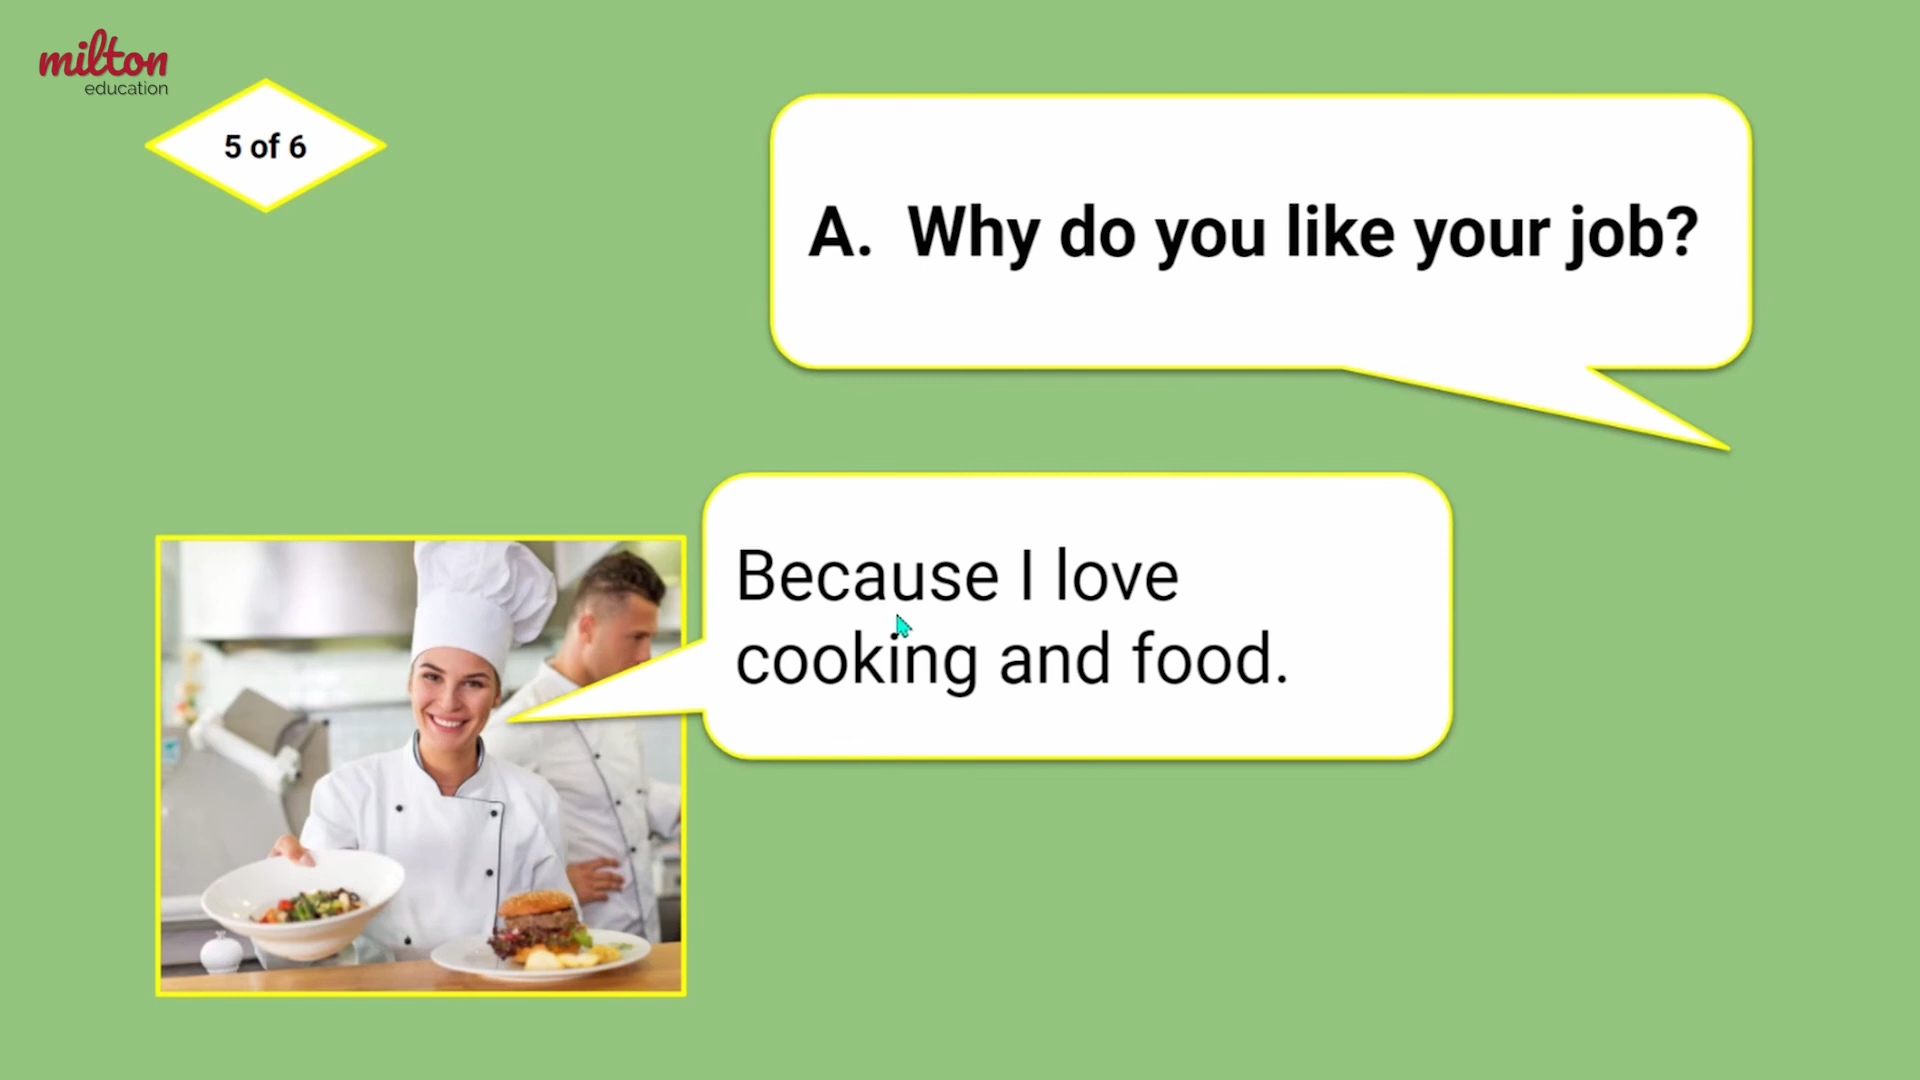 milton
education
5 of 6
A. Why do you like your job?
Because I love
cooking and food.